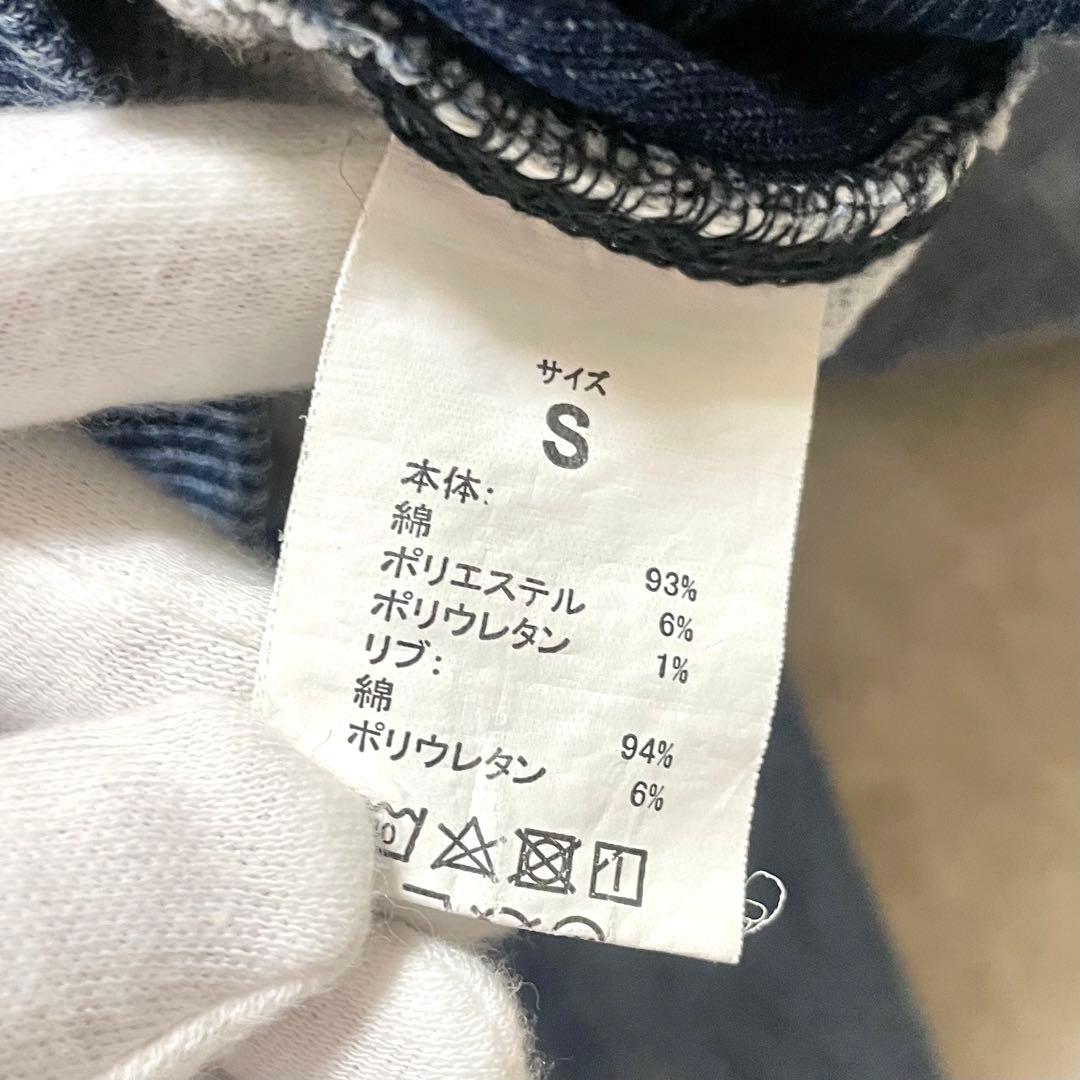 サイズ
S
本体:
綿 93%
ポリエステル 6%
ポリウレタン 1%
リブ:
綿 94%
ポリウレタン 6%